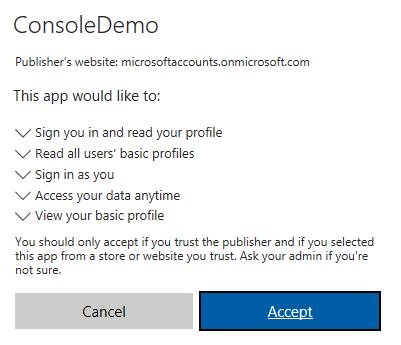 ConsoleDemo
Publisher's website: microsoftaccounts.onmicrosoft.com
This app would like to:
Sign you in and read your profile
Read all users' basic profiles
Sign in as you
Access your data anytime
View your basic profile
You should only accept if you trust the publisher and if you selected
this app from a store or website you trust. Ask your admin if you're
not sure.
Cancel
Accept